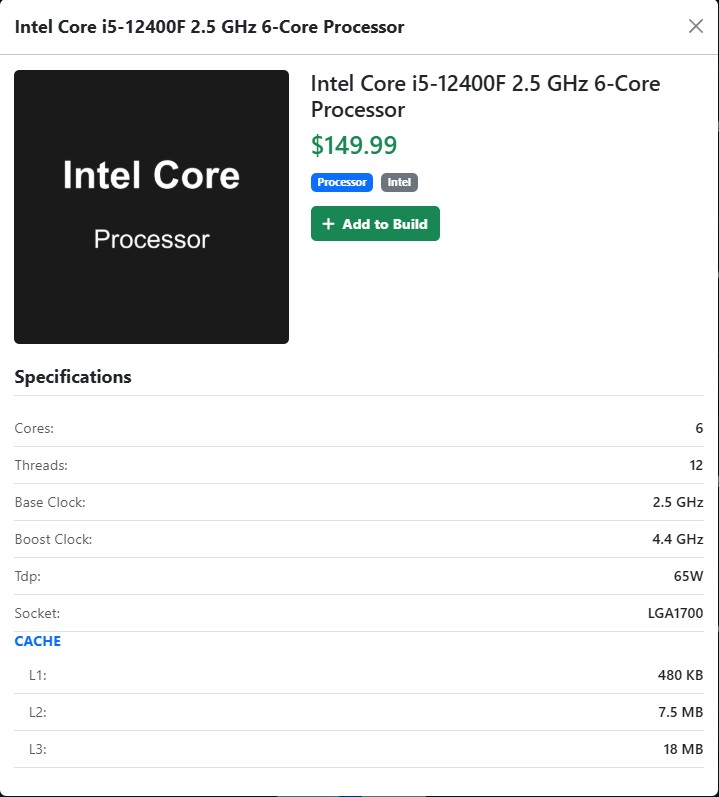 Intel Core i5-12400F 2.5 GHz 6-Core Processor
Intel Core
Processor
Intel Core i5-12400F 2.5 GHz 6-Core
Processor
$149.99
Processor Intel
+ Add to Build
Specifications
Cores: 6
Threads: 12
Base Clock: 2.5 GHz
Boost Clock: 4.4 GHz
Tdp: 65W
Socket: LGA1700
CACHE
L1: 480 KB
L2: 7.5 MB
L3: 18 MB